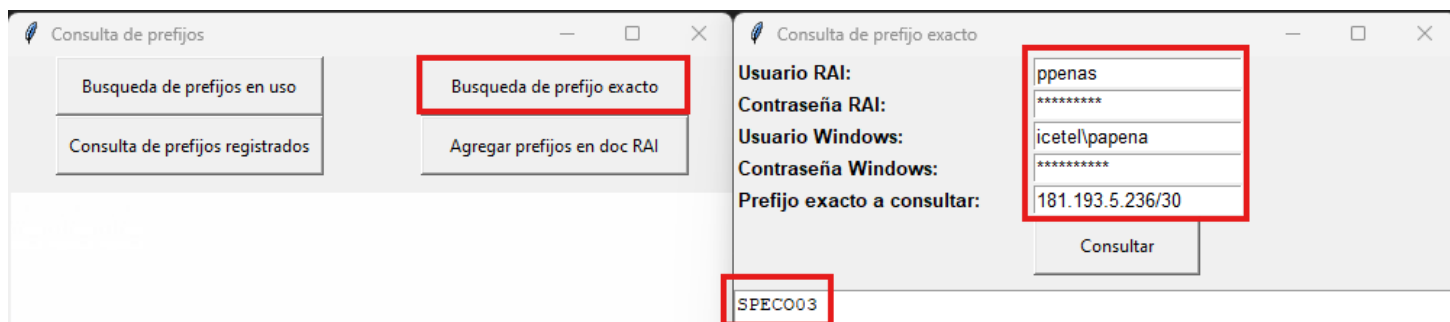 Consulta de prefijos
Busqueda de prefijos en uso
Busqueda de prefijo exacto
Consulta de prefijos registrados
Agregar prefijos en doc RAI
Consulta de prefijo exacto
Usuario RAI:
ppenas
Contraseña RAI:
*********
Usuario Windows:
icetel\papena
Contraseña Windows:
**********
Prefijo exacto a consultar:
181.193.5.236/30
Consultar
SPECO03